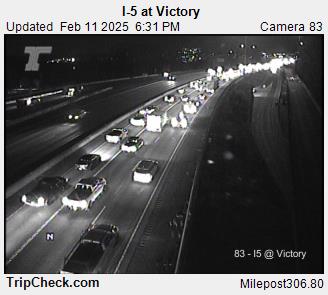 I-5 at Victory
Updated  Feb 11 2025  6:31 PM
Camera 83
T
N
83 - I5 @ Victory
TripCheck.com
Milepost306.80